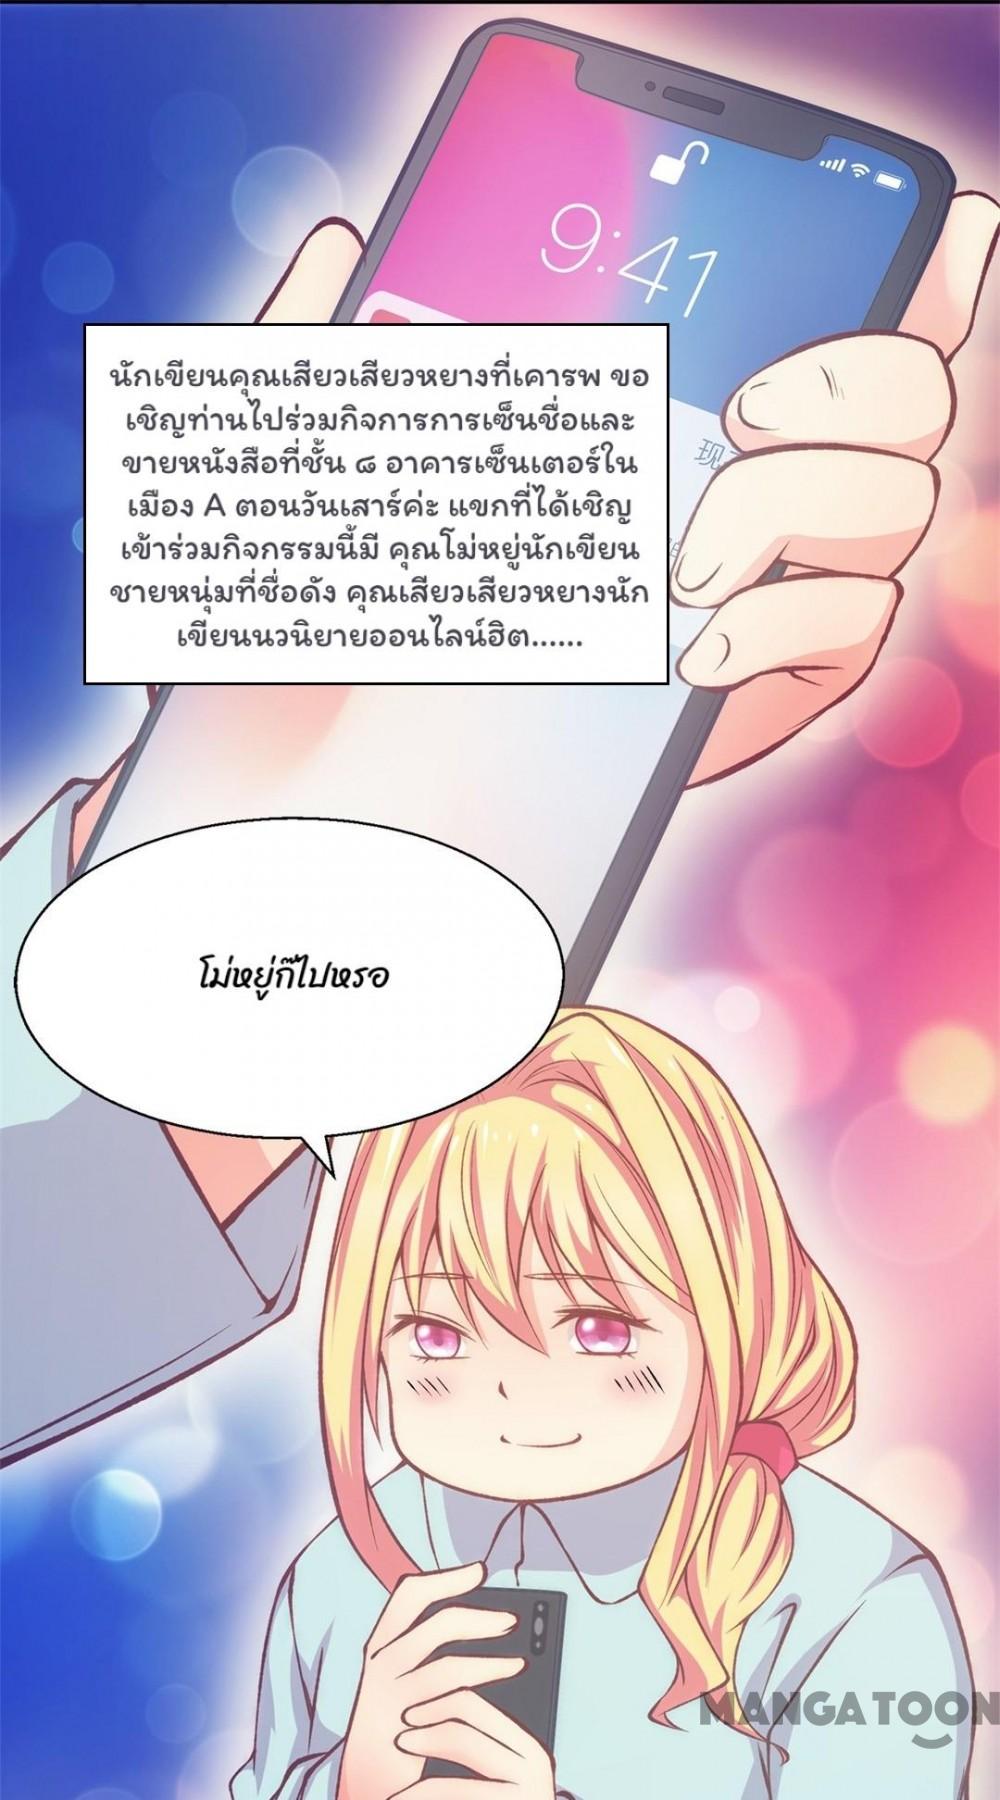 9:41
นักเขียนคุณเสียวเสียวหยางที่เคารพ ขอ
เชิญท่านไปร่วมกิจการการเซ็นชื่อและ
ขายหนังสือที่ชั้น ๘ อาคารเซ็นเตอร์ใน
เมือง A ตอนวันเสาร์ค่ะ แขกที่ได้เชิญ
เข้าร่วมกิจกรรมนี้มี คุณโม่หยู่นักเขียน
ชายหนุ่มที่ชื่อดัง คุณเสียวเสียวหยางนัก
เขียนนวนิยายออนไลน์ฮิต......
现
โม่หยู่ก็ไปหรอ
MANGATOON